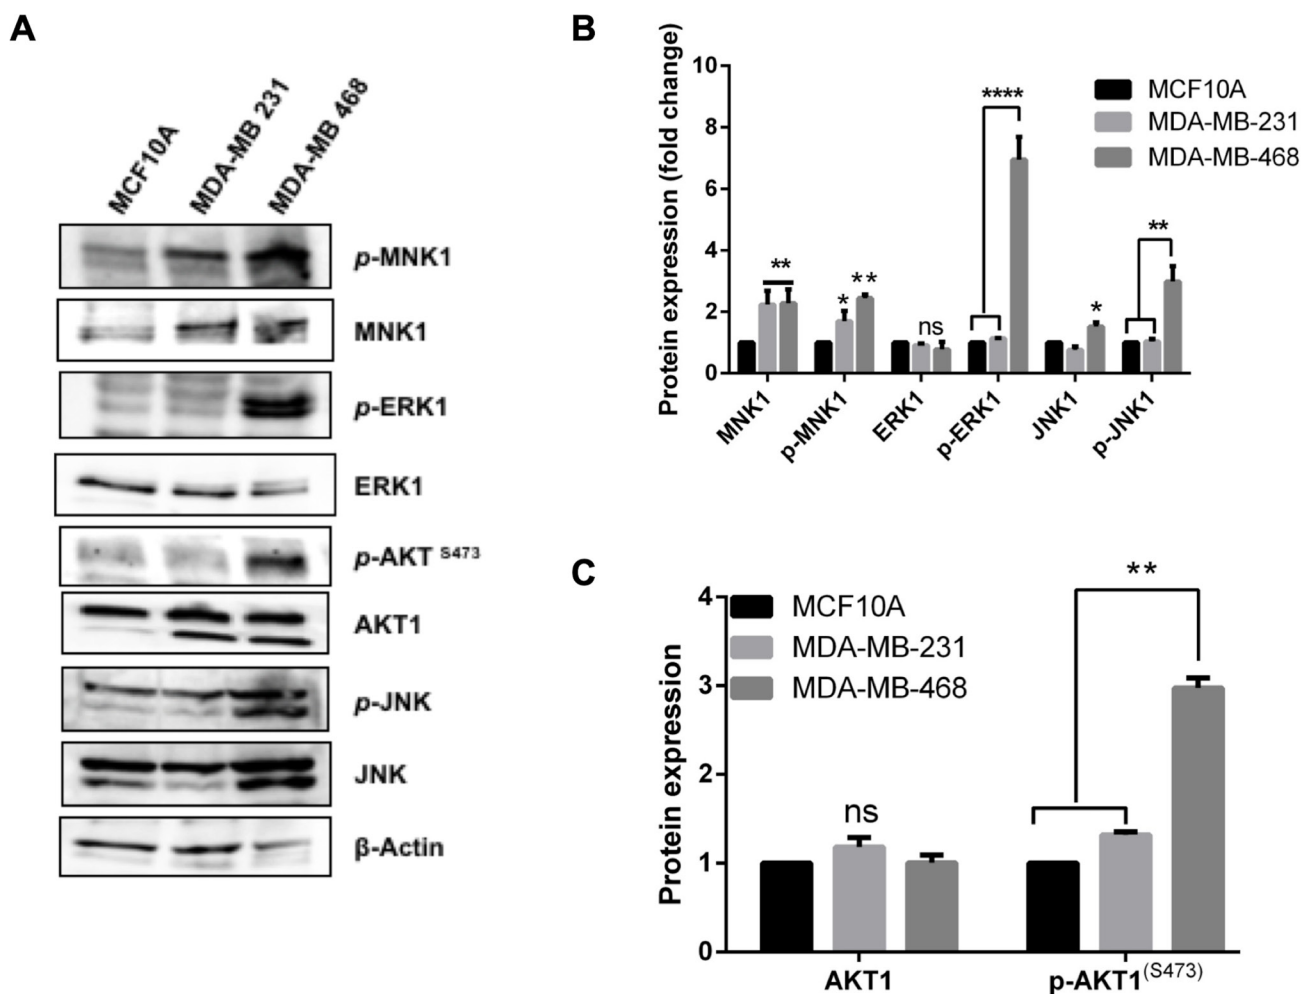 A
MCF10A
MDA-MB 231
MDA-MB 468
p-MNK1
MNK1
p-ERK1
ERK1
p-AKT S473
AKT1
p-JNK
JNK
β-Actin
B
Protein expression (fold change)
10
8
6
4
2
0
MCF10A
MDA-MB-231
MDA-MB-468
**
*
**
ns
****
*
**
MNK1
p-MNK1
ERK1
p-ERK1
JNK1
p-JNK1
C
Protein expression
4
3
2
1
0
MCF10A
MDA-MB-231
MDA-MB-468
ns
**
AKT1
p-AKT1(S473)